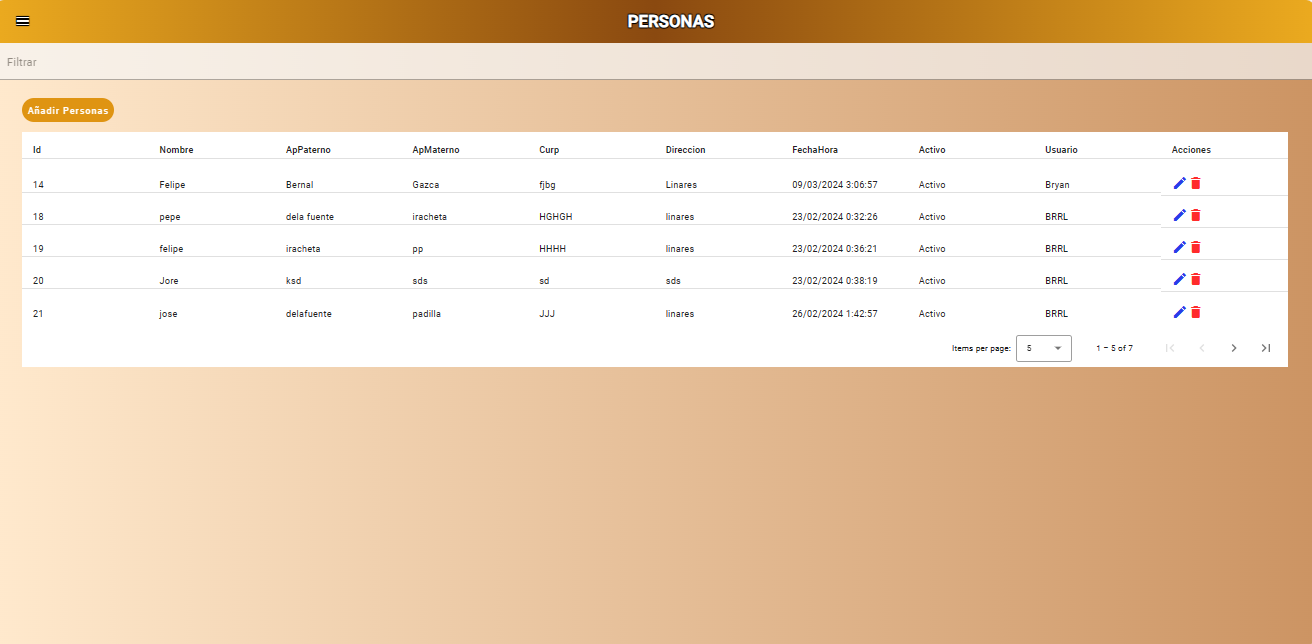 PERSONAS
Filtrar
Añadir Personas
Id Nombre ApPaterno ApMaterno Curp Direccion FechaHora Activo Usuario Acciones
14 Felipe Bernal Gazca fjbg Linares 09/03/2024 3:06:57 Activo Bryan
18 pepe dela fuente iracheta HGHGH linares 23/02/2024 0:32:26 Activo BRRL
19 felipe iracheta pp HHHH linares 23/02/2024 0:36:21 Activo BRRL
20 Jore ksd sds sd sds 23/02/2024 0:38:19 Activo BRRL
21 jose delafuente padilla JJJ linares 26/02/2024 1:42:57 Activo BRRL
Items per page: 5 1 – 5 of 7